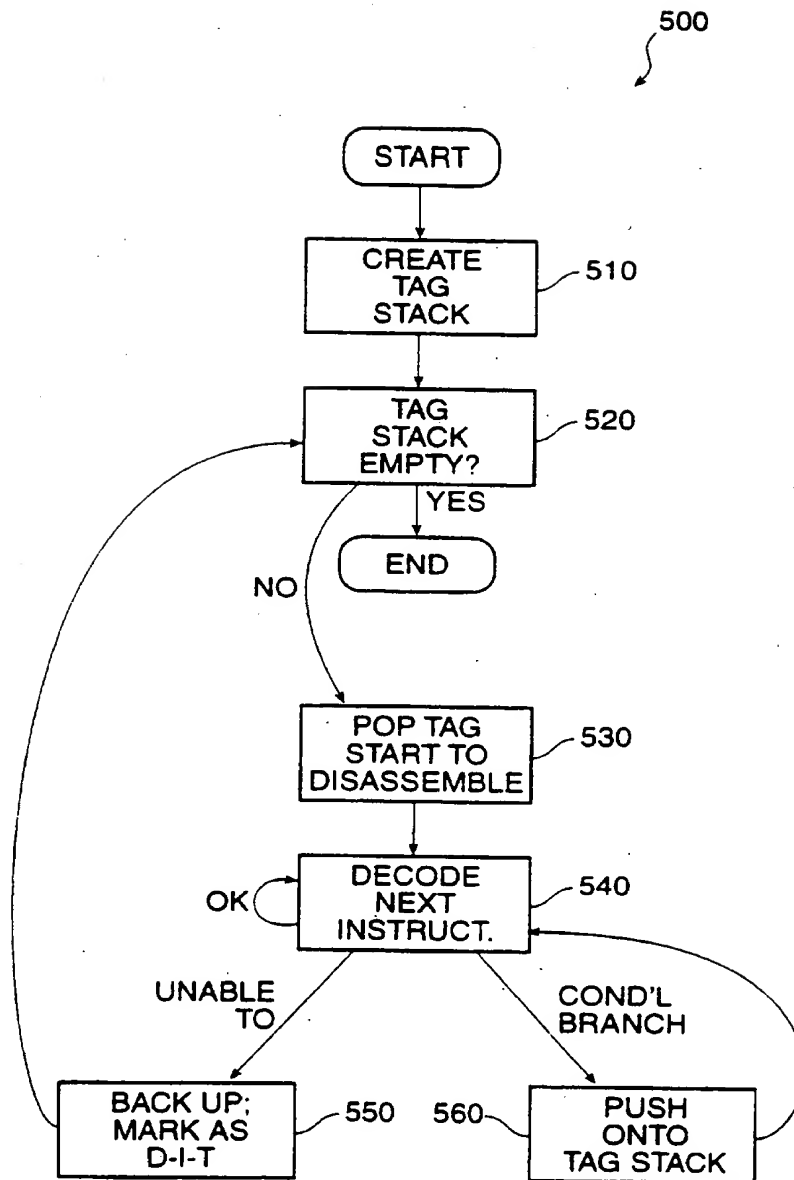 500
START
CREATE
TAG
STACK
510
TAG
STACK
EMPTY?
520
YES
END
NO
POP TAG
START TO
DISASSEMBLE
530
DECODE
NEXT
INSTRUCT.
540
OK
UNABLE
TO
COND'L
BRANCH
BACK UP;
MARK AS
D-I-T
550
560
PUSH
ONTO
TAG STACK